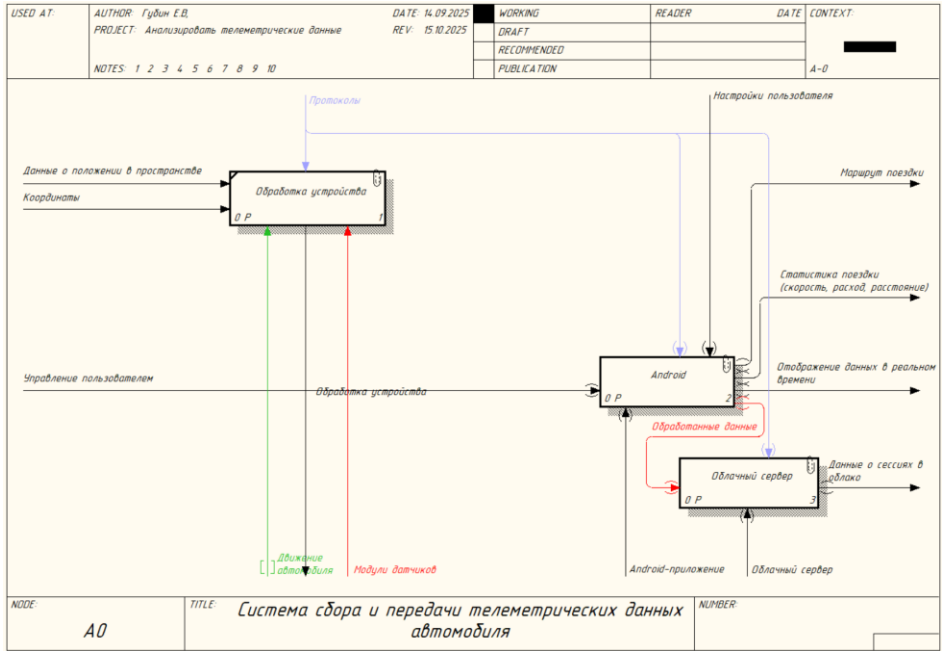 USED AT:
AUTHOR: Губин Е.В,
DATE: 14.09.2025
PROJECT: Анализировать телеметрические данные
REV: 15.10.2025
NOTES: 1 2 3 4 5 6 7 8 9 10
WORKING
DRAFT
RECOMMENDED
PUBLICATION
READER
DATE
CONTEXT:
A-0
Протоколы
Настройки пользователя
Данные о положении в пространстве
Координаты
Обработка устройства
0 P
1
Маршрут поездки
Статистика поездки
(скорость, расход, расстояние)
Управление пользователем
Обработка устройства
Android
0 P
2
Отображение данных в реальном
времени
Обработанные данные
Облачный сервер
0 P
3
Данные о сессиях в
облако
Движение
автомобиля
Модули датчиков
Android-приложение
Облачный сервер
NODE:
A0
TITLE:
Система сбора и передачи телеметрических данных
автомобиля
NUMBER: